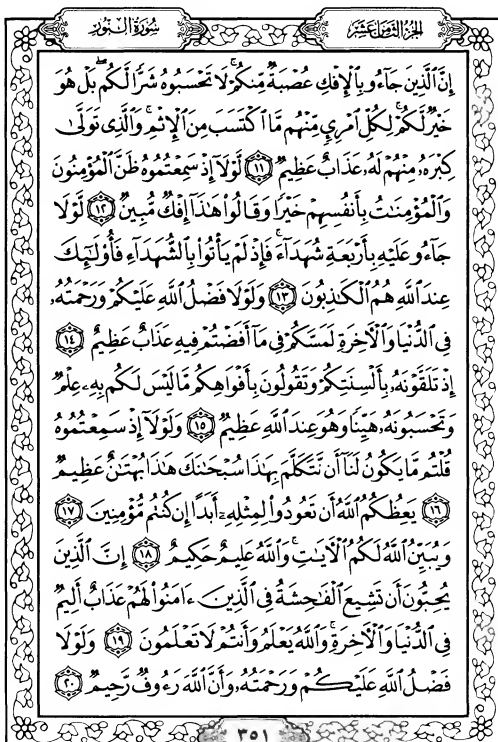 الجزء الثامن عشر
سورة النور
إِنَّ ٱلَّذِينَ جَآءُو بِٱلْإِفْكِ عُصْبَةٌ مِّنكُمْ ۚ لَا تَحْسَبُوهُ شَرًّا لَّكُم ۖ بَلْ هُوَ
خَيْرٌ لَّكُمْ ۚ لِكُلِّ ٱمْرِئٍ مِّنْهُم مَّا ٱكْتَسَبَ مِنَ ٱلْإِثْمِ ۚ وَٱلَّذِى تَوَلَّىٰ
كِبْرَهُۥ مِنْهُمْ لَهُۥ عَذَابٌ عَظِيمٌ ۝١١ لَّوْلَآ إِذْ سَمِعْتُمُوهُ ظَنَّ ٱلْمُؤْمِنُونَ
وَٱلْمُؤْمِنَٰتُ بِأَنفُسِهِمْ خَيْرًا وَقَالُوا۟ هَٰذَآ إِفْكٌ مُّبِينٌ ۝١٢ لَّوْلَا
جَآءُو عَلَيْهِ بِأَرْبَعَةِ شُهَدَآءَ ۚ فَإِذْ لَمْ يَأْتُوا۟ بِٱلشُّهَدَآءِ فَأُو۟لَٰٓئِكَ
عِندَ ٱللَّهِ هُمُ ٱلْكَٰذِبُونَ ۝١٣ وَلَوْلَا فَضْلُ ٱللَّهِ عَلَيْكُمْ وَرَحْمَتُهُۥ
فِى ٱلدُّنْيَا وَٱلْءَاخِرَةِ لَمَسَّكُمْ فِى مَآ أَفَضْتُمْ فِيهِ عَذَابٌ عَظِيمٌ ۝١٤
إِذْ تَلَقَّوْنَهُۥ بِأَلْسِنَتِكُمْ وَتَقُولُونَ بِأَفْوَاهِكُم مَّا لَيْسَ لَكُم بِهِۦ عِلْمٌ
وَتَحْسَبُونَهُۥ هَيِّنًا وَهُوَ عِندَ ٱللَّهِ عَظِيمٌ ۝١٥ وَلَوْلَآ إِذْ سَمِعْتُمُوهُ
قُلْتُم مَّا يَكُونُ لَنَآ أَن نَّتَكَلَّمَ بِهَٰذَا سُبْحَٰنَكَ هَٰذَا بُهْتَٰنٌ عَظِيمٌ
۝١٦ يَعِظُكُمُ ٱللَّهُ أَن تَعُودُوا۟ لِمِثْلِهِۦٓ أَبَدًا إِن كُنتُم مُّؤْمِنِينَ ۝١٧
وَيُبَيِّنُ ٱللَّهُ لَكُمُ ٱلْءَايَٰتِ ۚ وَٱللَّهُ عَلِيمٌ حَكِيمٌ ۝١٨ إِنَّ ٱلَّذِينَ
يُحِبُّونَ أَن تَشِيعَ ٱلْفَٰحِشَةُ فِى ٱلَّذِينَ ءَامَنُوا۟ لَهُمْ عَذَابٌ أَلِيمٌ
فِى ٱلدُّنْيَا وَٱلْءَاخِرَةِ ۚ وَٱللَّهُ يَعْلَمُ وَأَنتُمْ لَا تَعْلَمُونَ ۝١٩ وَلَوْلَا
فَضْلُ ٱللَّهِ عَلَيْكُمْ وَرَحْمَتُهُۥ وَأَنَّ ٱللَّهَ رَءُوفٌ رَّحِيمٌ ۝٢٠
٣٥١